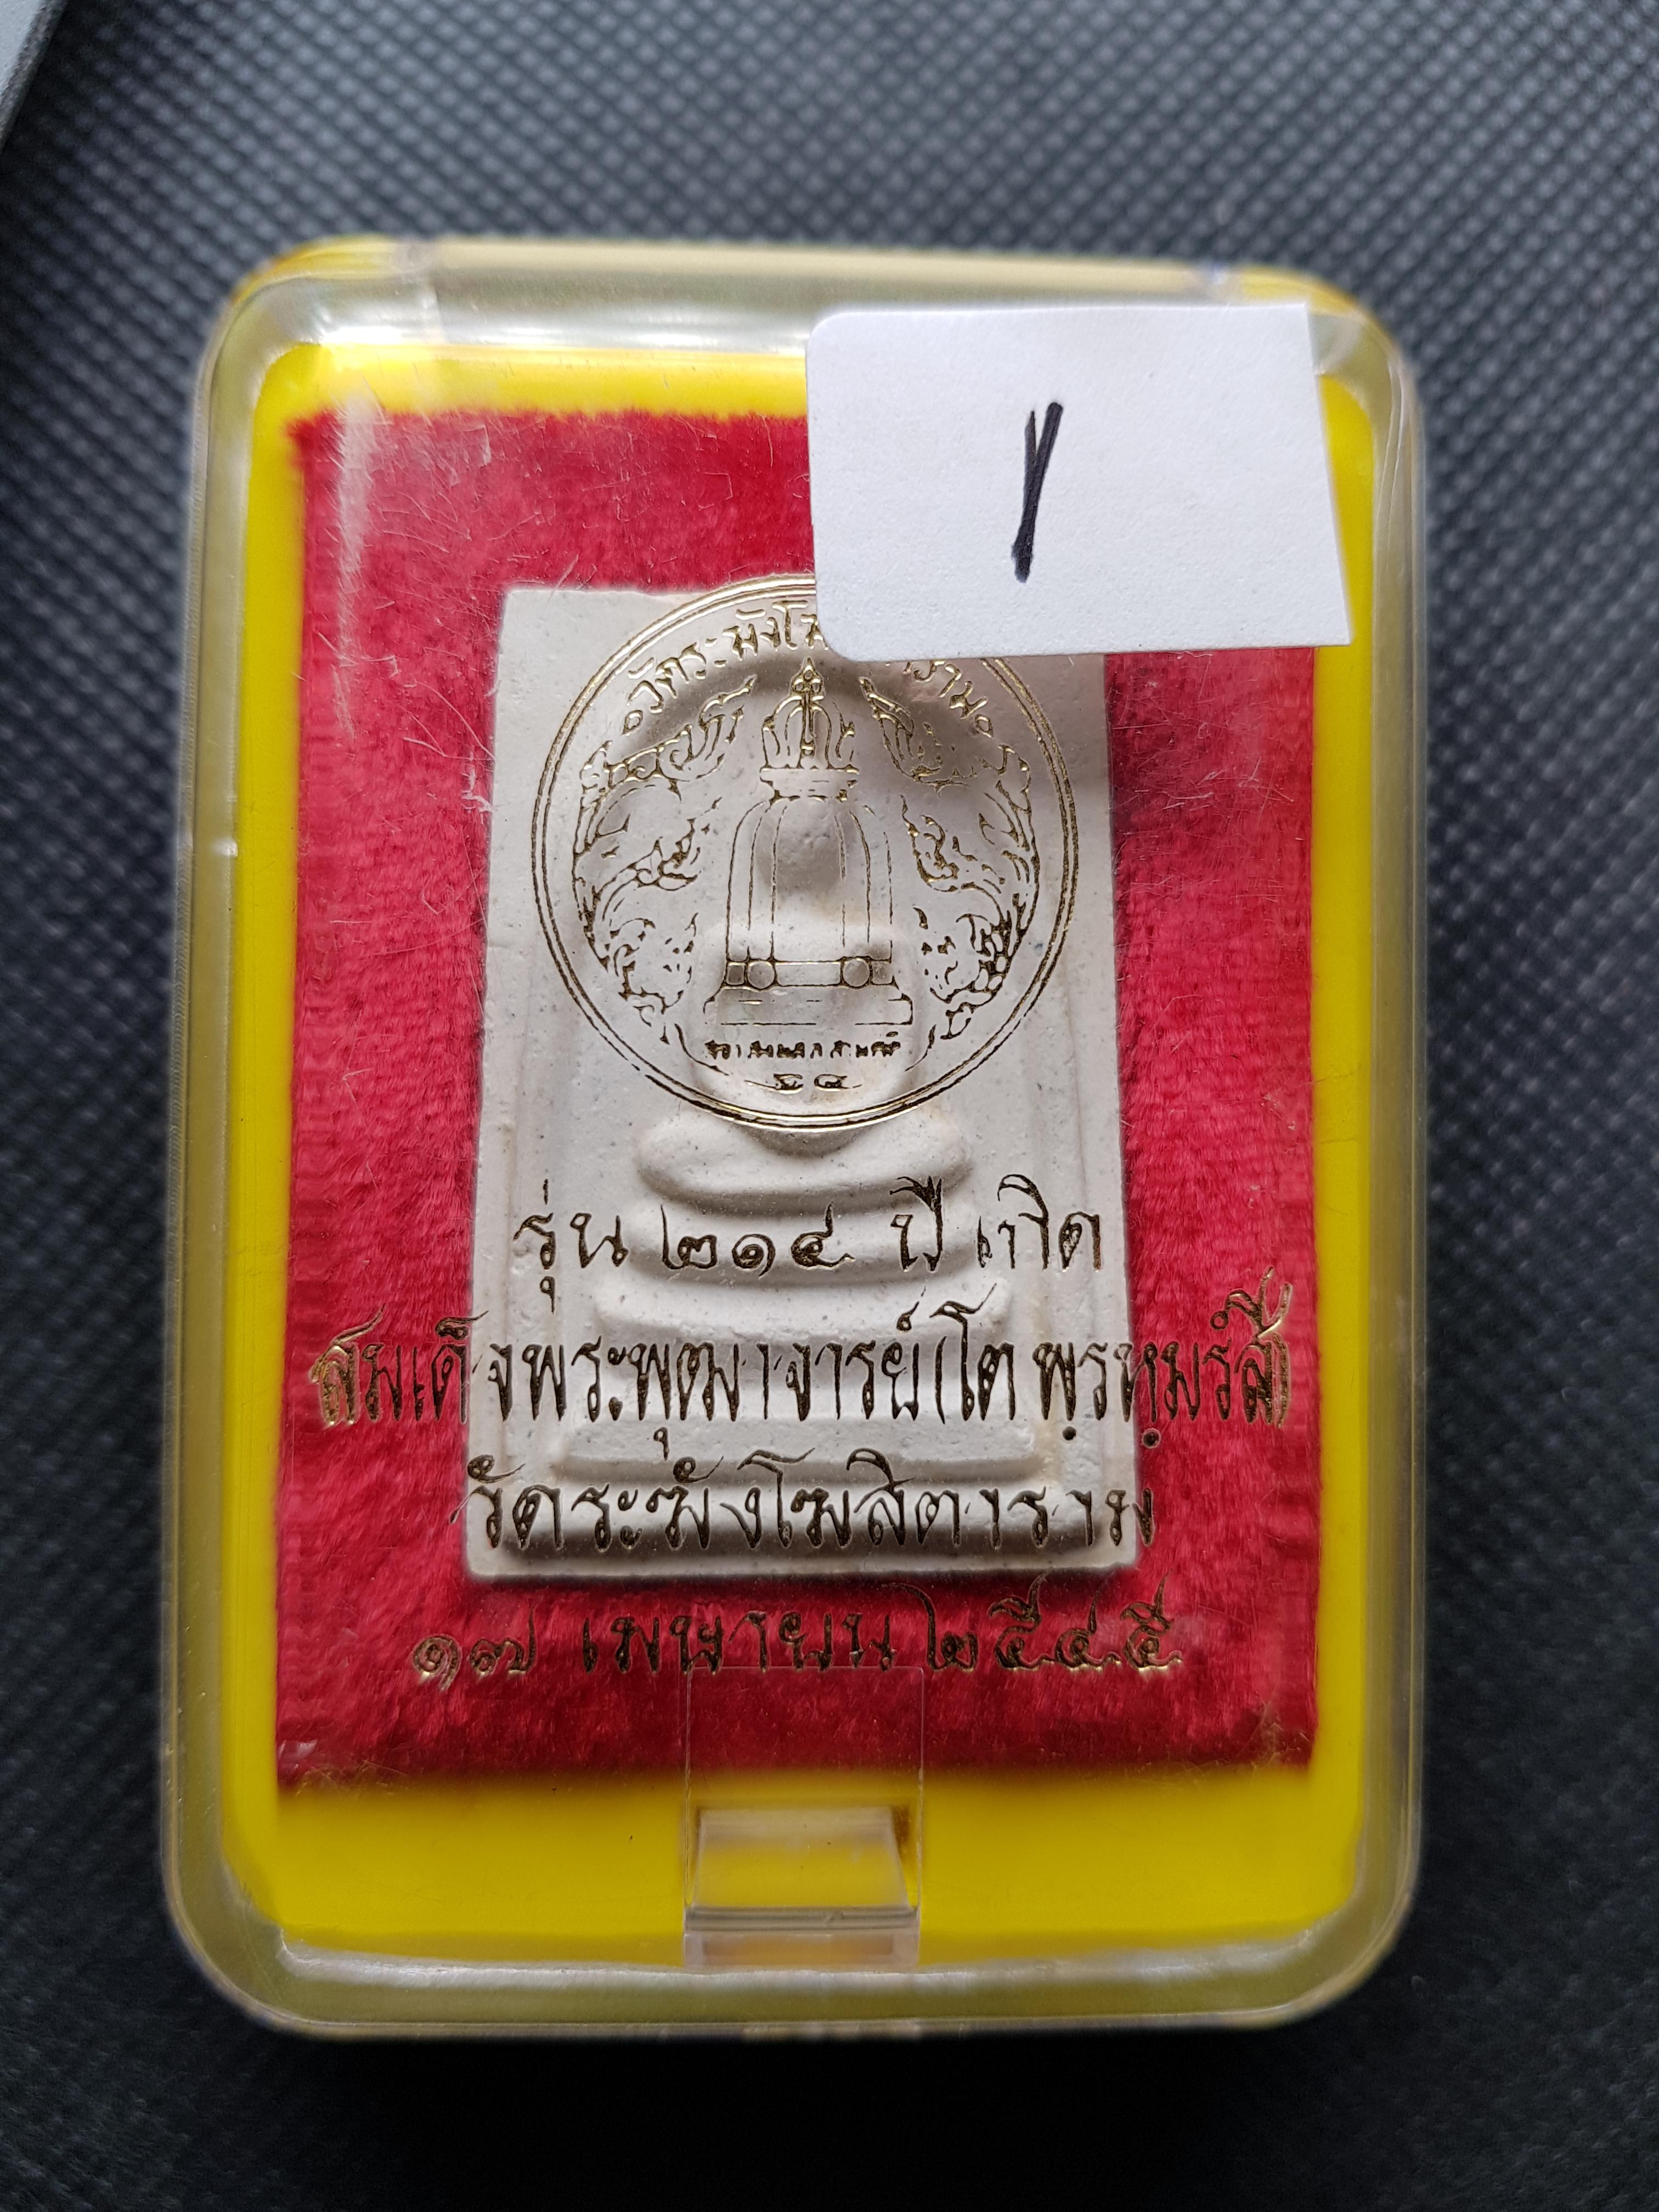 1
รุ่น ๒๑๔ ปี เกิด
สมเด็จพระพุฒาจารย์(โต พฺรหฺมรํสี)
วัดระฆังโฆสิตาราม
๑๗ เมษายน ๒๕๔๕